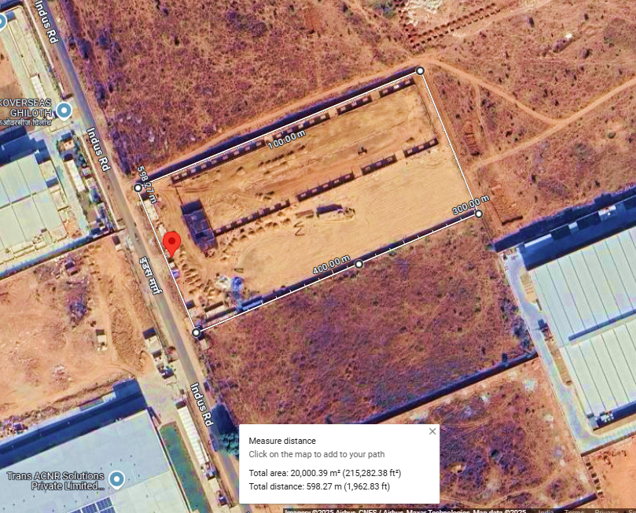 Indus Rd
KOVERSEAS
GHILOTH
Indus Rd
100.00 m
598.27 m
300.00 m
इंडस मार्ग
400.00 m
Indus Rd
Measure distance
Click on the map to add to your path
Total area: 20,000.39 m² (215,282.38 ft²)
Total distance: 598.27 m (1,962.83 ft)
Trans ACNR Solutions
Private Limited...